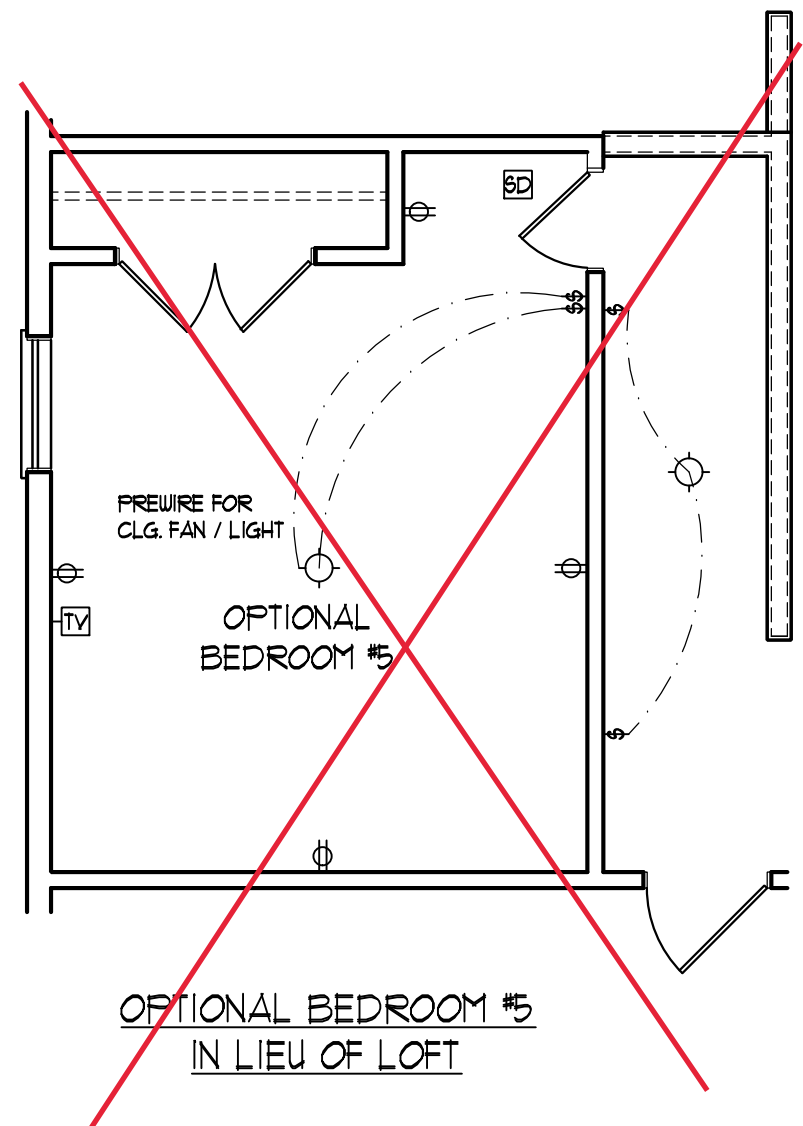 SD
$$
$
PREWIRE FOR
CLG. FAN / LIGHT
TV
OPTIONAL
BEDROOM #5
$
OPTIONAL BEDROOM #5
IN LIEU OF LOFT